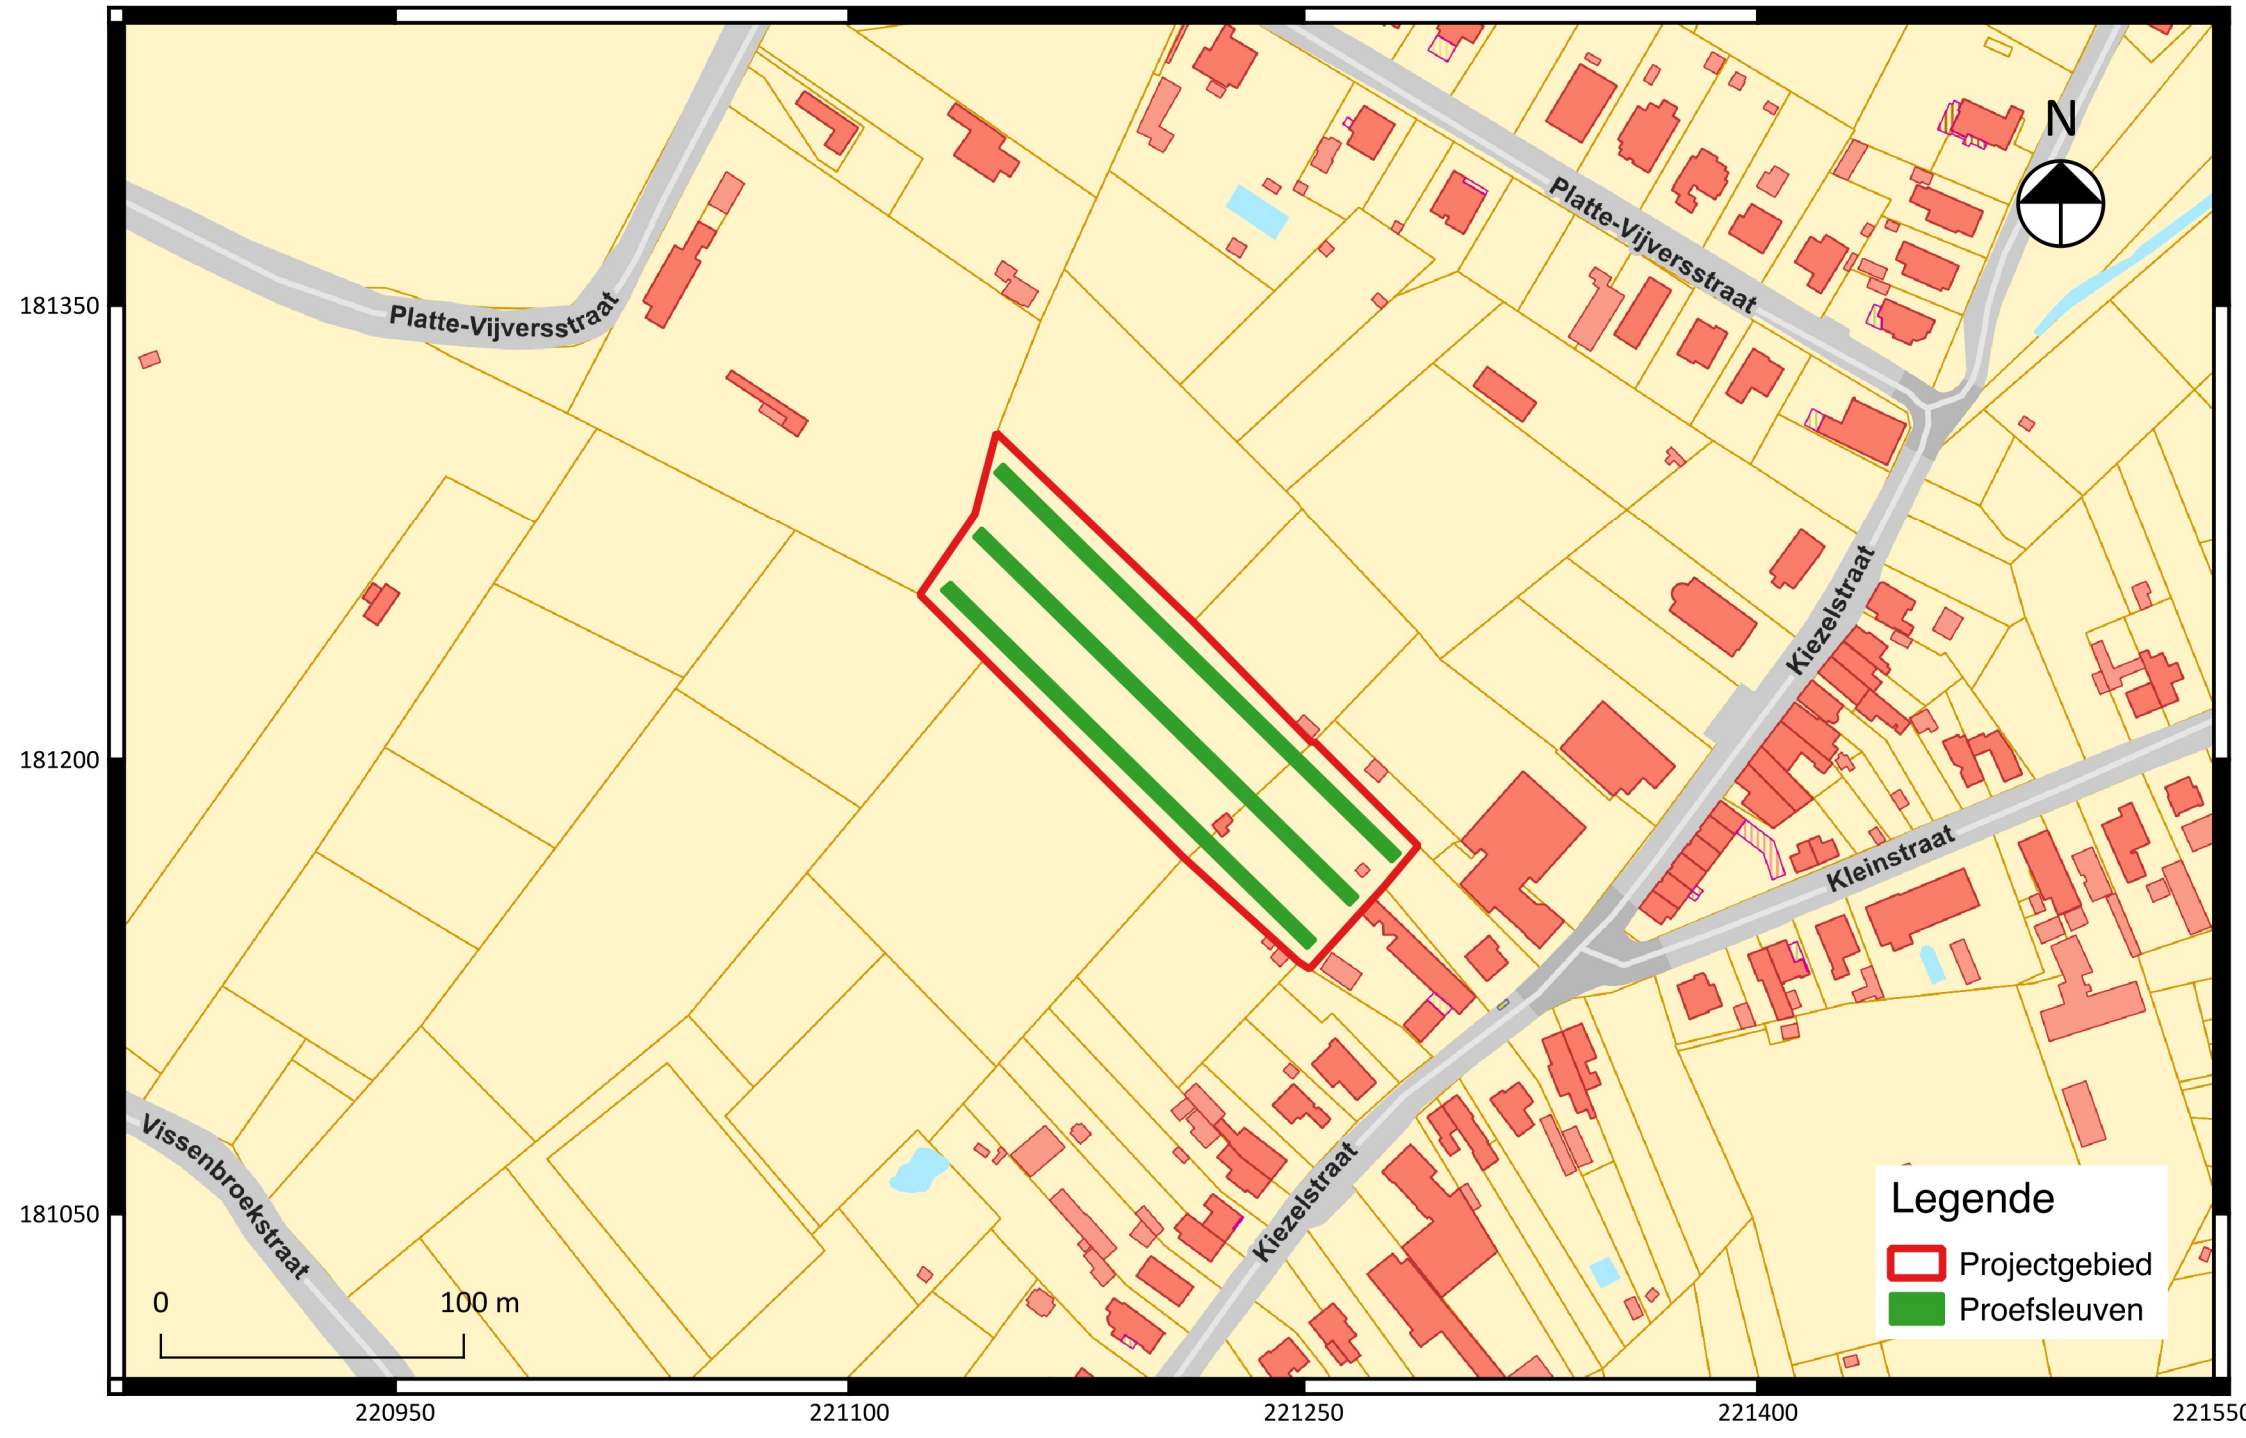 N
Platte-Vijversstraat
Platte-Vijversstraat
181350
Kiezelstraat
181200
Kleinstraat
Vissenbroekstraat
Kiezelstraat
181050
Legende
Projectgebied
Proefsleuven
0 100 m
220950 221100 221250 221400 221550